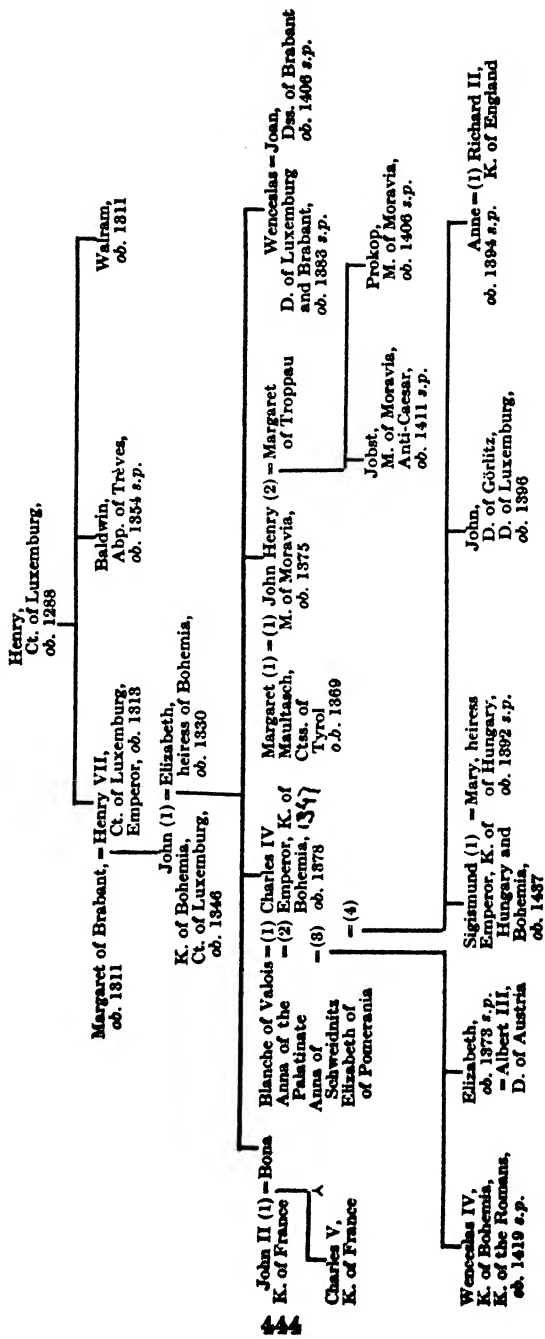 Henry,
Ct. of Luxemburg,
ob. 1288
Margaret of Brabant, = Henry VII,
ob. 1311
Ct. of Luxemburg,
Emperor, ob. 1313
Baldwin,
Abp. of Trèves,
ob. 1354 s.p.
Walram,
ob. 1311
John (1) = Elizabeth,
K. of Bohemia,
Ct. of Luxemburg,
ob. 1346
heiress of Bohemia,
ob. 1330
John II (1) = Bona
K. of France
Charles V,
K. of France
Blanche of Valois = (1) Charles IV
Anna of the = (2) Emperor, K. of
Palatinate
Bohemia, 1347
Anna of = (3) ob. 1378
Schweidnitz
Elizabeth of = (4)
of Pomerania
Margaret (1) = (1) John Henry (2) = Margaret
Maultasch,
Ctss. of
Tyrol
o.b. 1369
M. of Moravia,
ob. 1375
of Troppau
Wenceslas = Joan,
D. of Luxemburg
and Brabant,
ob. 1383 s.p.
Dss. of Brabant
ob. 1406 s.p.
Jobst,
M. of Moravia,
Anti-Caesar,
ob. 1411 s.p.
Prokop,
M. of Moravia,
ob. 1406 s.p.
Wenceslas IV,
K. of Bohemia,
K. of the Romans,
ob. 1419 s.p.
Elizabeth,
ob. 1373 s.p.
= Albert III,
D. of Austria
Sigismund (1) = Mary, heiress
Emperor, K. of
Hungary and
Bohemia,
ob. 1437
of Hungary,
ob. 1392 s.p.
John,
D. of Görlitz,
D. of Luxemburg,
ob. 1396
Anne = (1) Richard II,
ob. 1394 s.p.
K. of England
444